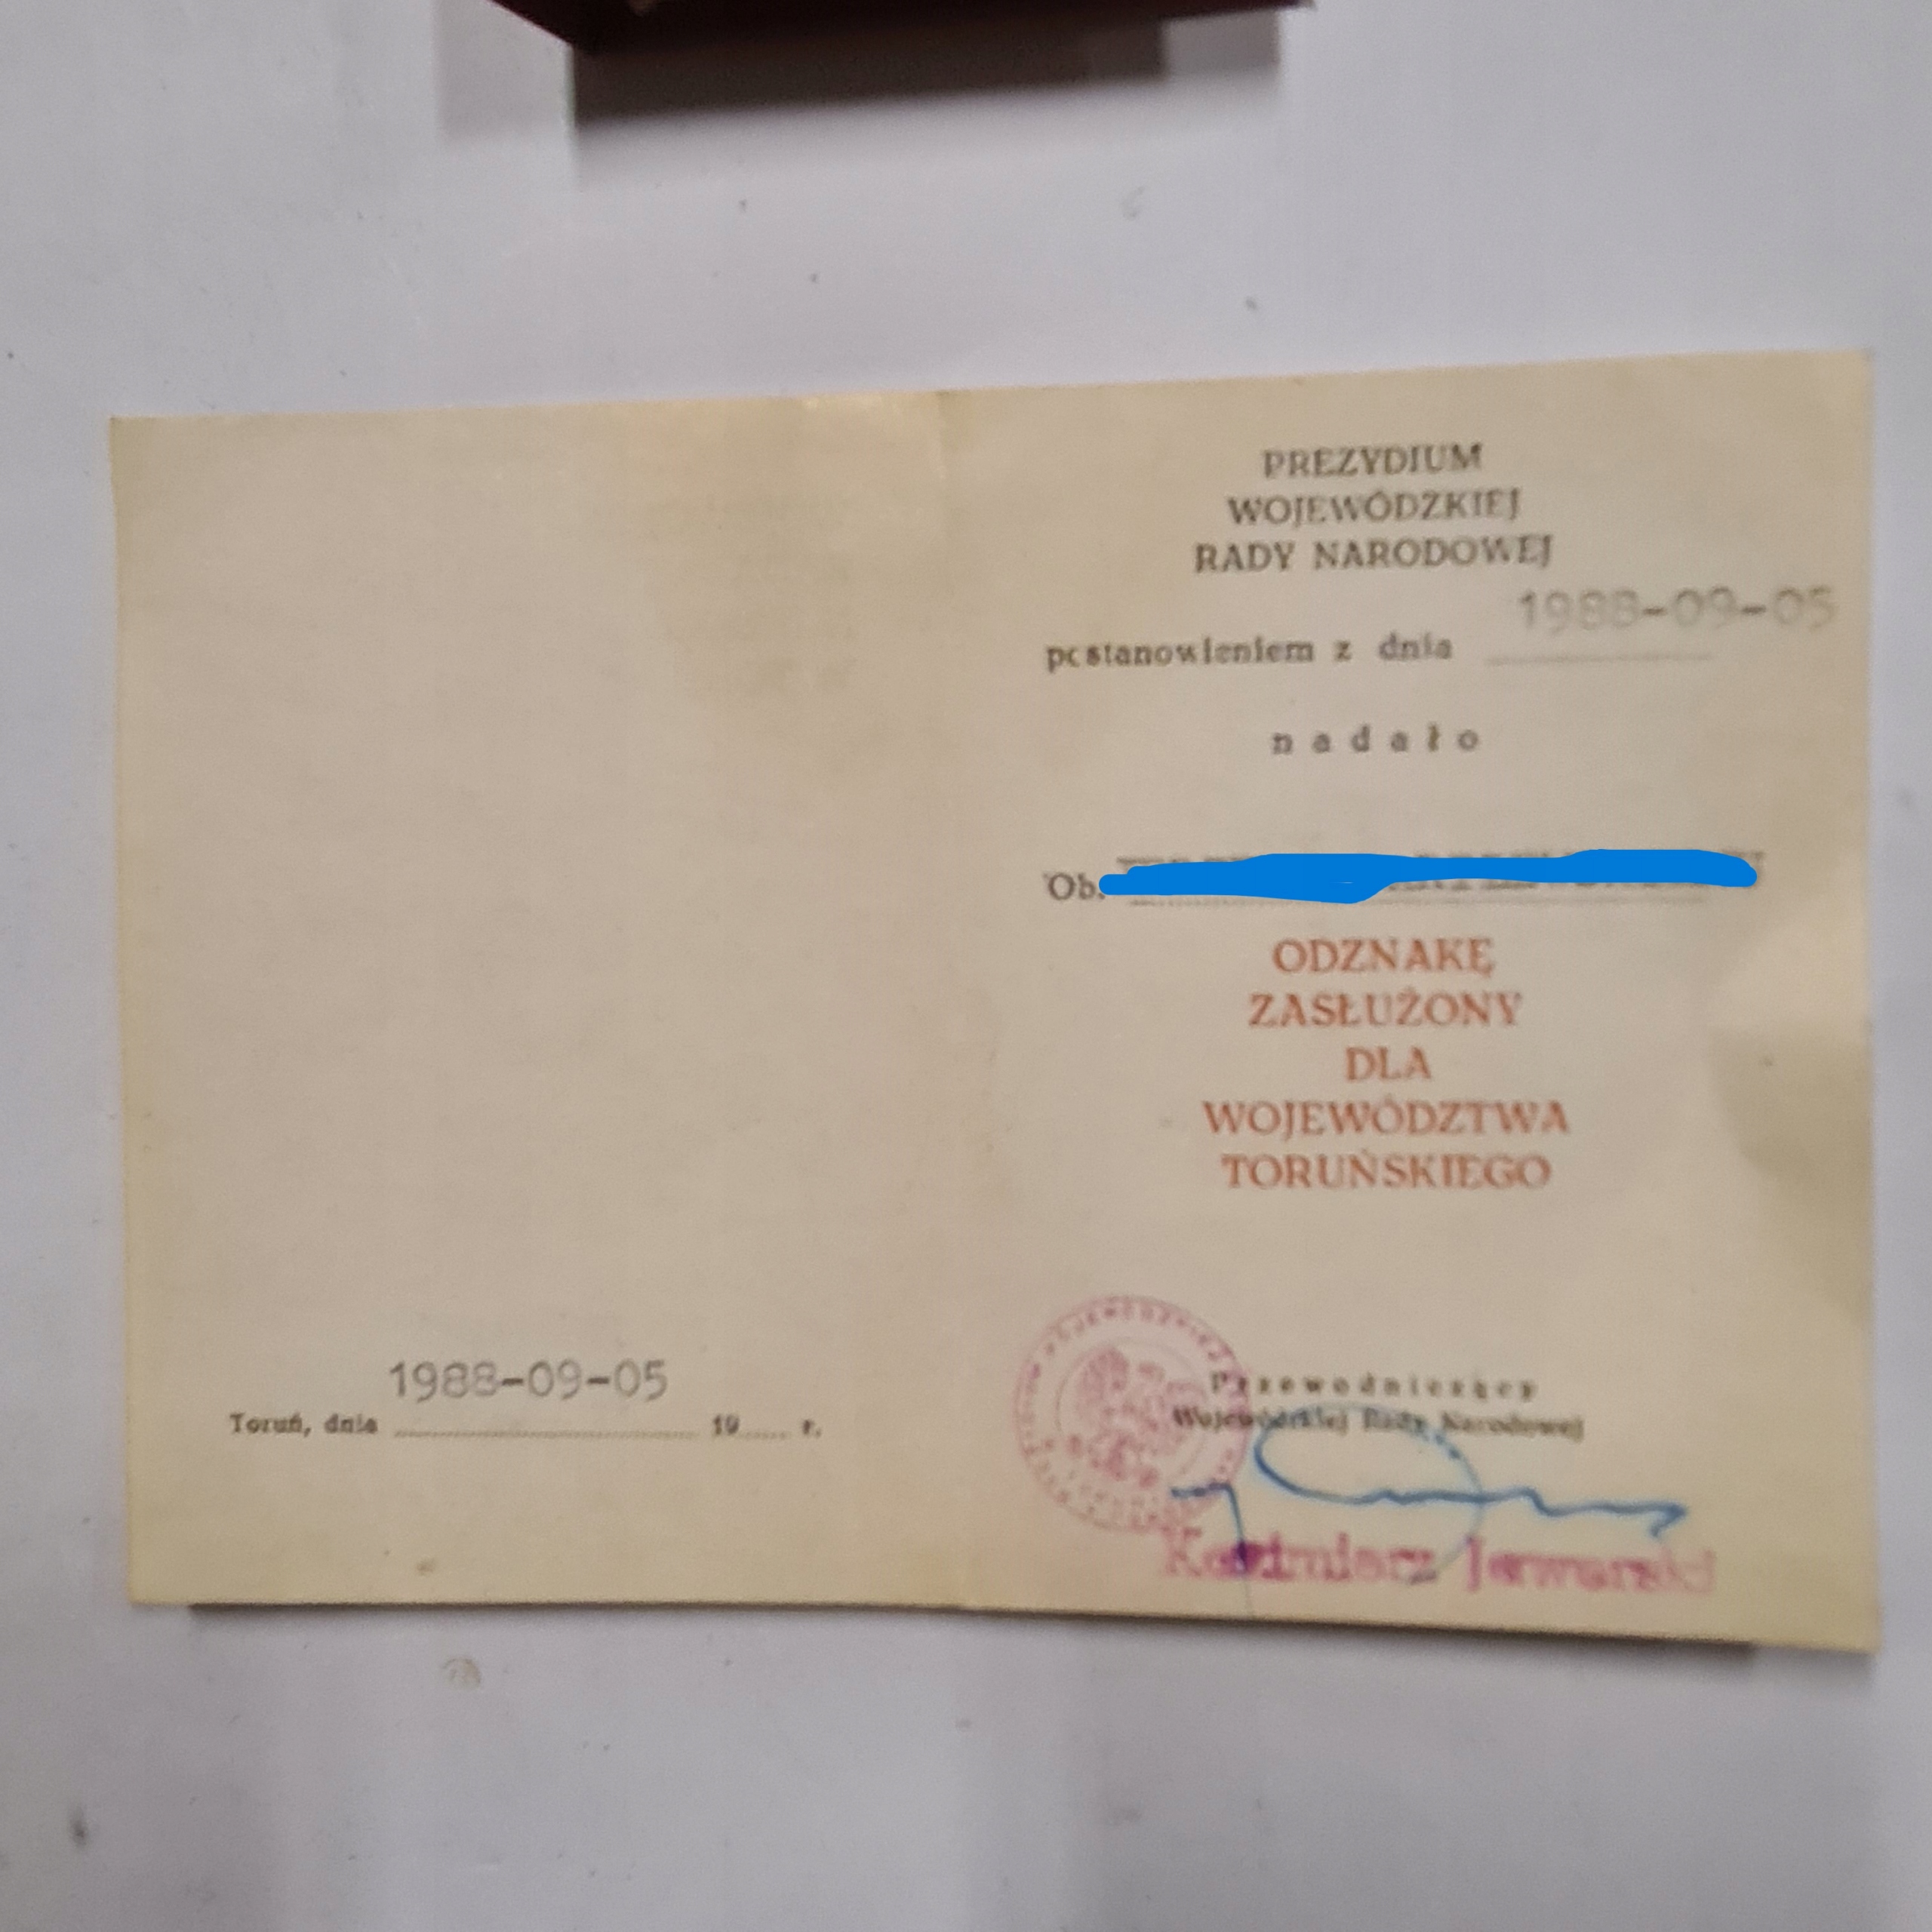 PREZYDIUM
WOJEWÓDZKIEJ
RADY NARODOWEJ
1988-09-05
postanowieniem z dnia
nadało
Ob.
ODZNAKĘ
ZASŁUŻONY
DLA
WOJEWÓDZTWA
TORUŃSKIEGO
1988-09-05
Toruń, dnia 19 r.
Przewodniczący
Wojewódzkiej Rady Narodowej
Kazimierz